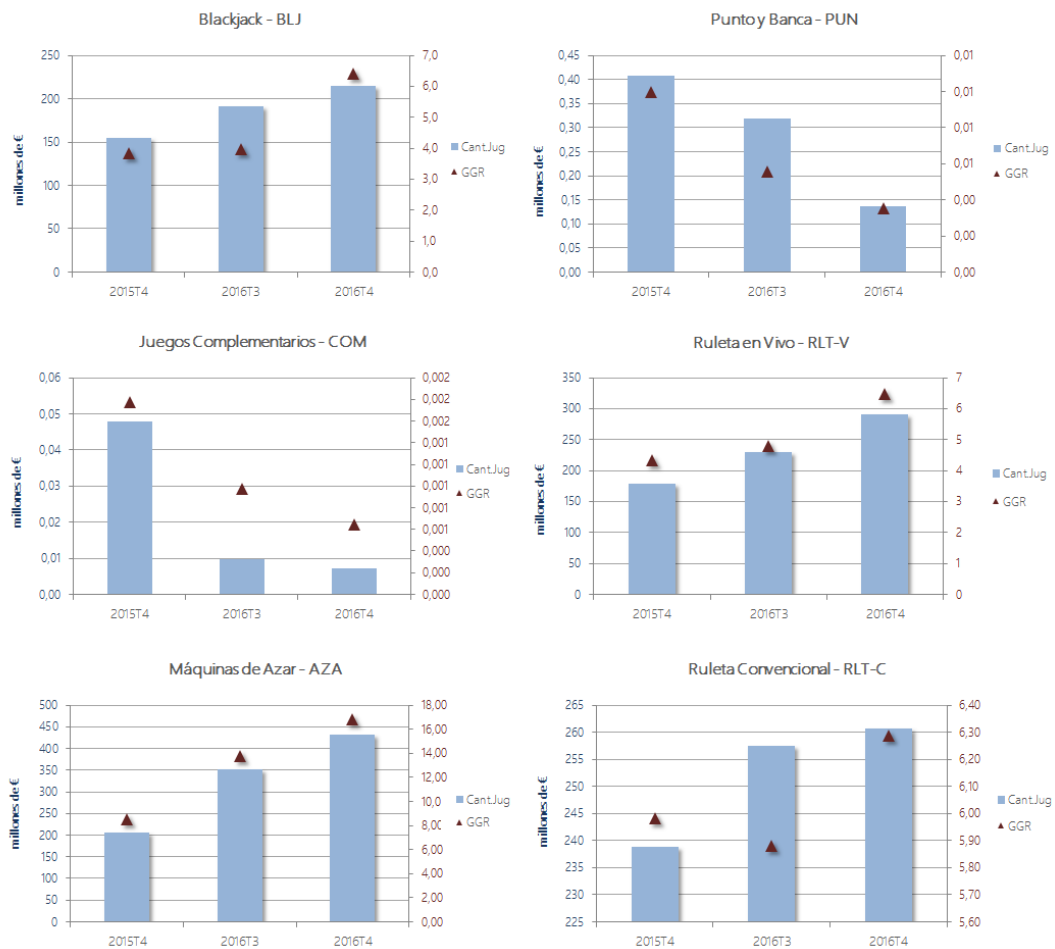 Blackjack - BLJ
250
200
150
100
50
0
millones de €
7,0
6,0
5,0
4,0
3,0
2,0
1,0
0,0
2015T4
2016T3
2016T4
Cant.Jug
GGR
Punto y Banca - PUN
0,45
0,40
0,35
0,30
0,25
0,20
0,15
0,10
0,05
0,00
millones de €
0,01
0,01
0,01
0,01
0,00
0,00
0,00
2015T4
2016T3
2016T4
Cant.Jug
GGR
Juegos Complementarios - COM
0,06
0,05
0,04
0,03
0,02
0,01
0,00
millones de €
0,002
0,002
0,002
0,001
0,001
0,001
0,001
0,001
0,000
0,000
0,000
2015T4
2016T3
2016T4
Cant.Jug
GGR
Ruleta en Vivo - RLT-V
350
300
250
200
150
100
50
0
millones de €
7
6
5
4
3
2
1
0
2015T4
2016T3
2016T4
Cant.Jug
GGR
Máquinas de Azar - AZA
500
450
400
350
300
250
200
150
100
50
0
millones de €
18,00
16,00
14,00
12,00
10,00
8,00
6,00
4,00
2,00
0,00
2015T4
2016T3
2016T4
Cant.Jug
GGR
Ruleta Convencional - RLT-C
265
260
255
250
245
240
235
230
225
millones de €
6,40
6,30
6,20
6,10
6,00
5,90
5,80
5,70
5,60
2015T4
2016T3
2016T4
Cant.Jug
GGR